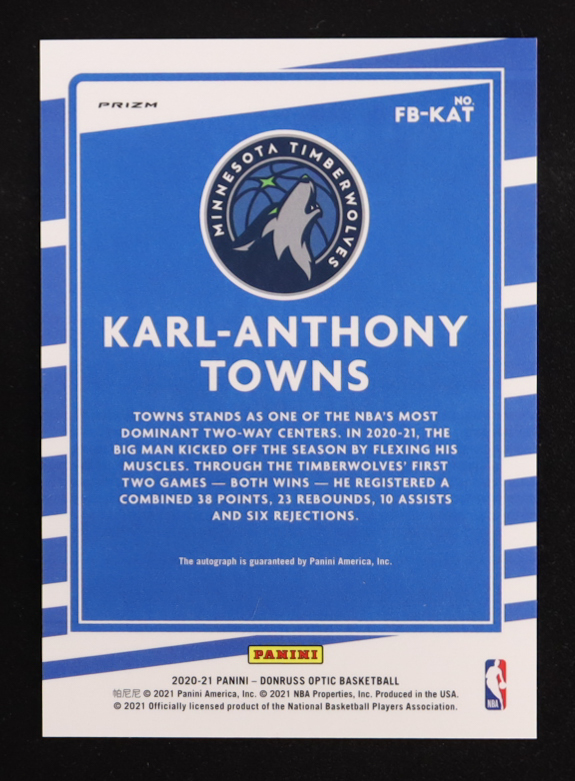 PRIZM
NO.
FB-KAT
MINNESOTA TIMBERWOLVES
KARL-ANTHONY
TOWNS
TOWNS STANDS AS ONE OF THE NBA'S MOST
DOMINANT TWO-WAY CENTERS. IN 2020-21, THE
BIG MAN KICKED OFF THE SEASON BY FLEXING HIS
MUSCLES. THROUGH THE TIMBERWOLVES' FIRST
TWO GAMES — BOTH WINS — HE REGISTERED A
COMBINED 38 POINTS, 23 REBOUNDS, 10 ASSISTS
AND SIX REJECTIONS.
The autograph is guaranteed by Panini America, Inc.
PANINI
2020-21 PANINI – DONRUSS OPTIC BASKETBALL
帕尼尼 © 2021 Panini America, Inc. © 2021 NBA Properties, Inc. Produced in the USA.
© 2021 Officially licensed product of the National Basketball Players Association.
NBA